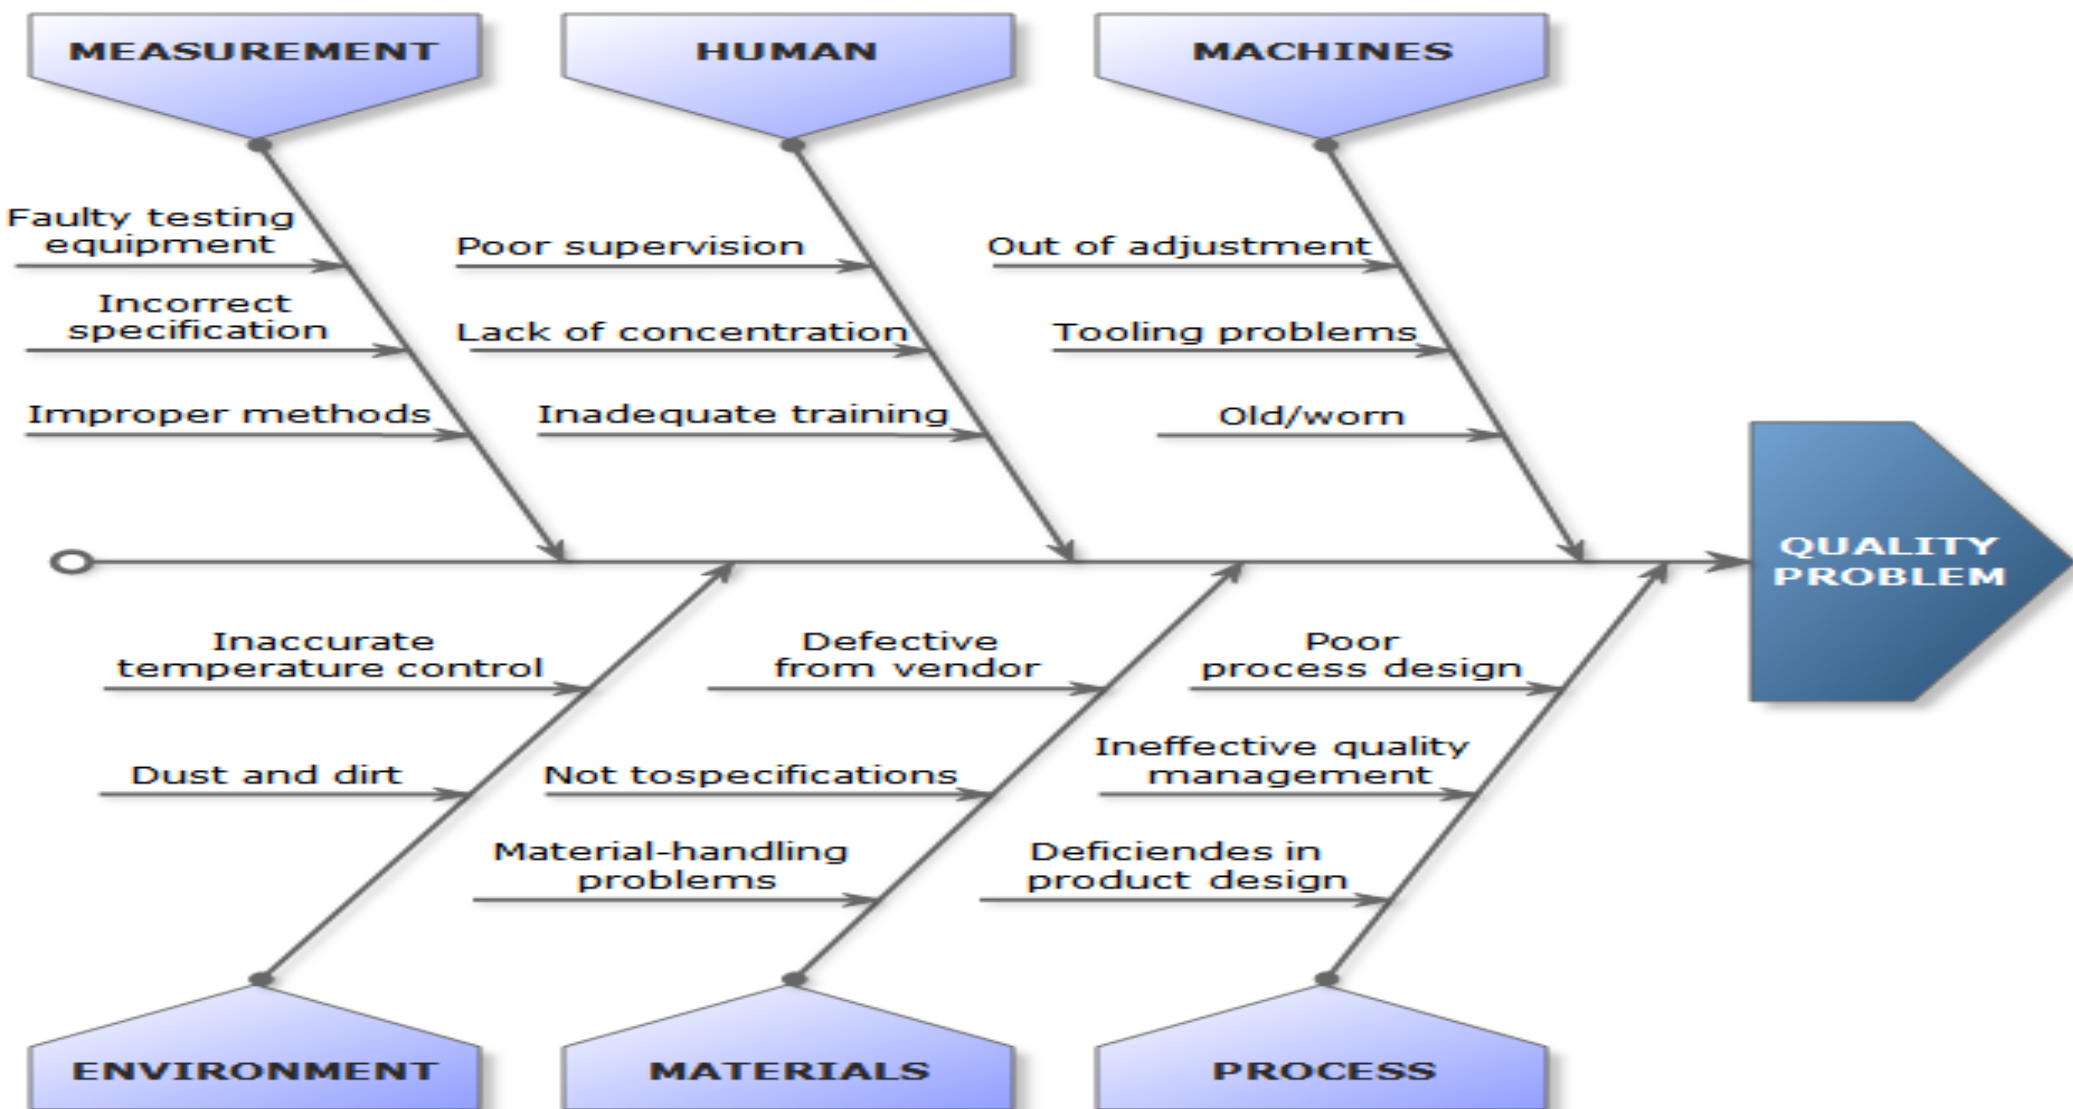 MEASUREMENT
HUMAN
MACHINES
Faulty testing
equipment
Incorrect
specification
Improper methods
Poor supervision
Lack of concentration
Inadequate training
Out of adjustment
Tooling problems
Old/worn
QUALITY
PROBLEM
Inaccurate
temperature control
Dust and dirt
Defective
from vendor
Not tospecifications
Material-handling
problems
Poor
process design
Ineffective quality
management
Deficiendes in
product design
ENVIRONMENT
MATERIALS
PROCESS